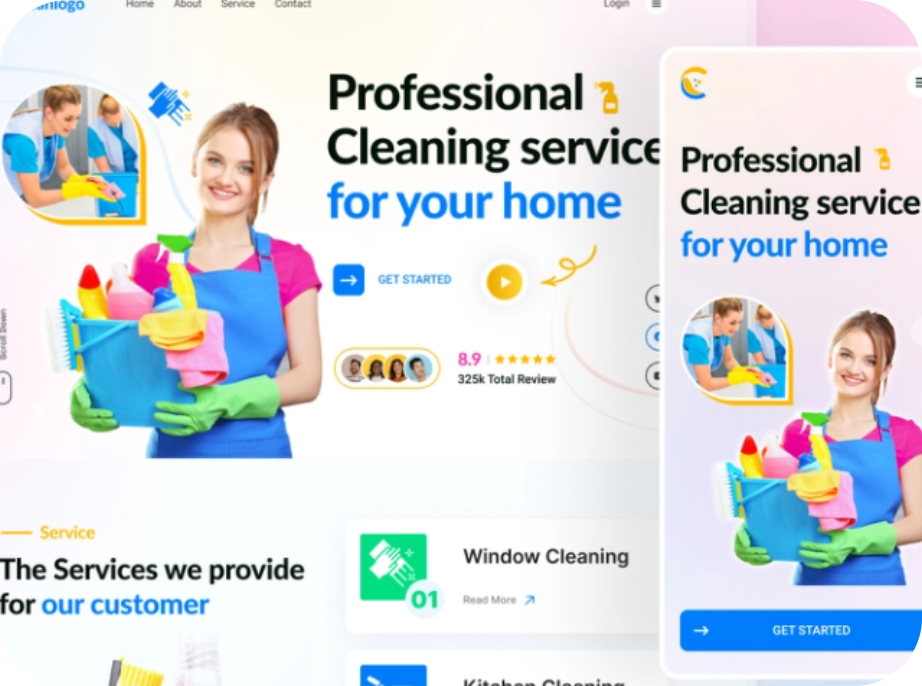 Home About Service Contact Login
Professional
Cleaning service
for your home
GET STARTED
8.9
325k Total Review
Scroll Down
Service
The Services we provide
for our customer
Window Cleaning
01
Read More
Kitchen Cleaning
Professional
Cleaning service
for your home
GET STARTED